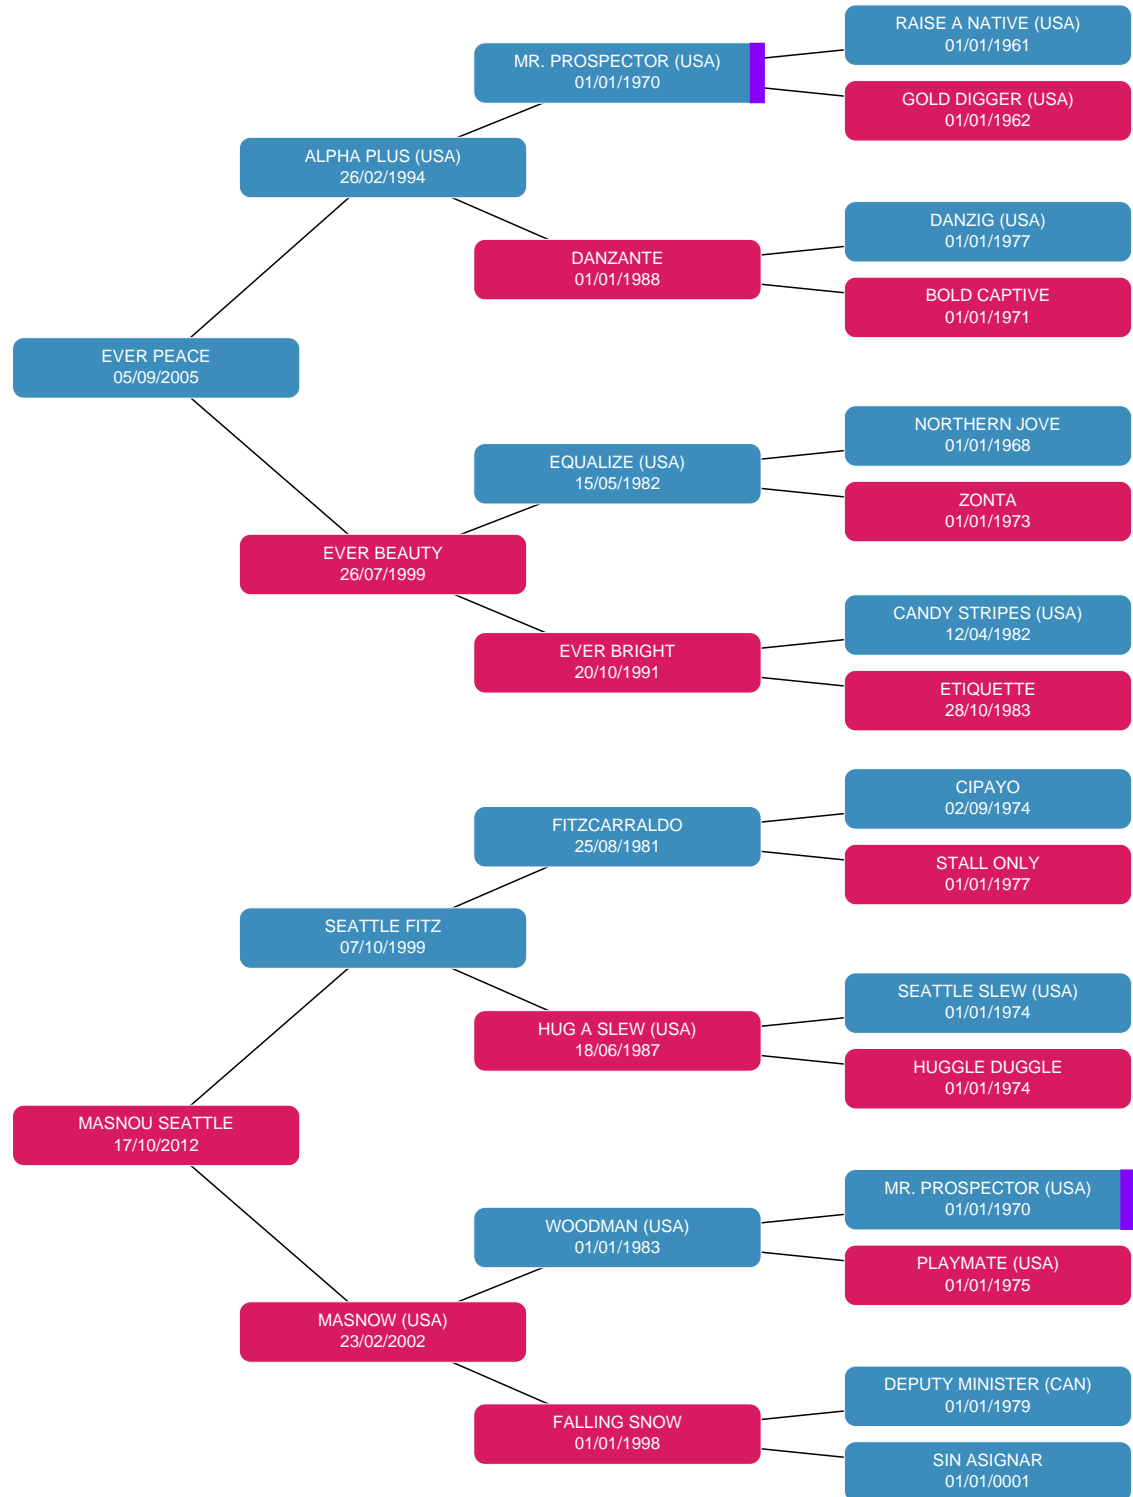 RAISE A NATIVE (USA)
01/01/1961
MR. PROSPECTOR (USA)
01/01/1970
GOLD DIGGER (USA)
01/01/1962
ALPHA PLUS (USA)
26/02/1994
DANZIG (USA)
01/01/1977
DANZANTE
01/01/1988
BOLD CAPTIVE
01/01/1971
EVER PEACE
05/09/2005
NORTHERN JOVE
01/01/1968
EQUALIZE (USA)
15/05/1982
ZONTA
01/01/1973
EVER BEAUTY
26/07/1999
CANDY STRIPES (USA)
12/04/1982
EVER BRIGHT
20/10/1991
ETIQUETTE
28/10/1983
CIPAYO
02/09/1974
FITZCARRALDO
25/08/1981
STALL ONLY
01/01/1977
SEATTLE FITZ
07/10/1999
SEATTLE SLEW (USA)
01/01/1974
HUG A SLEW (USA)
18/06/1987
HUGGLE DUGGLE
01/01/1974
MASNOU SEATTLE
17/10/2012
MR. PROSPECTOR (USA)
01/01/1970
WOODMAN (USA)
01/01/1983
PLAYMATE (USA)
01/01/1975
MASNOW (USA)
23/02/2002
DEPUTY MINISTER (CAN)
01/01/1979
FALLING SNOW
01/01/1998
SIN ASIGNAR
01/01/0001